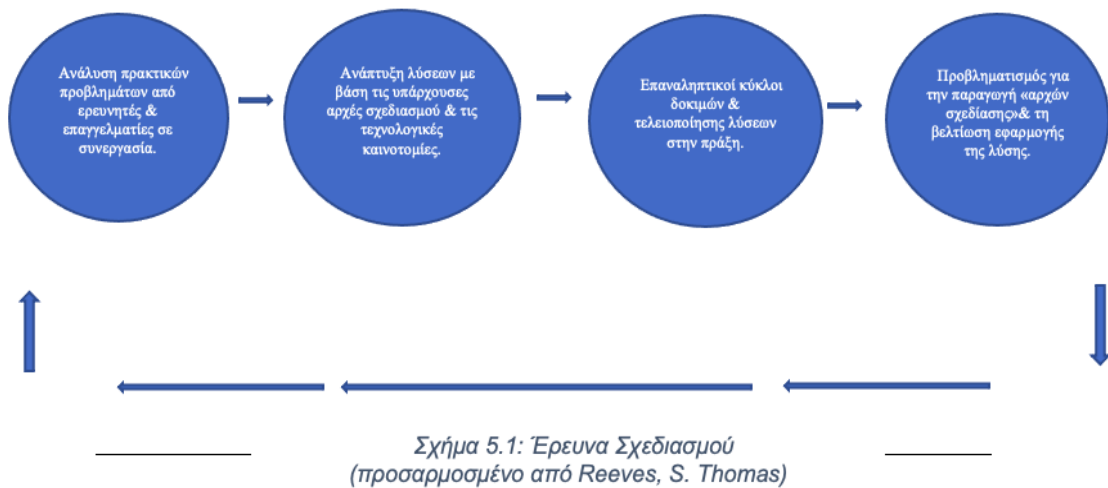 Ανάλυση πρακτικών
προβλημάτων από
ερευνητές &
επαγγελματίες σε
συνεργασία.
Ανάπτυξη λύσεων με
βάση τις υπάρχουσες
αρχές σχεδιασμού & τις
τεχνολογικές
καινοτομίες.
Επαναληπτικοί κύκλοι
δοκιμών &
τελειοποίησης λύσεων
στην πράξη.
Προβληματισμός για
την παραγωγή «αρχών
σχεδίασης»& τη
βελτίωση εφαρμογής
της λύσης.
Σχήμα 5.1: Έρευνα Σχεδιασμού
(προσαρμοσμένο από Reeves, S. Thomas)